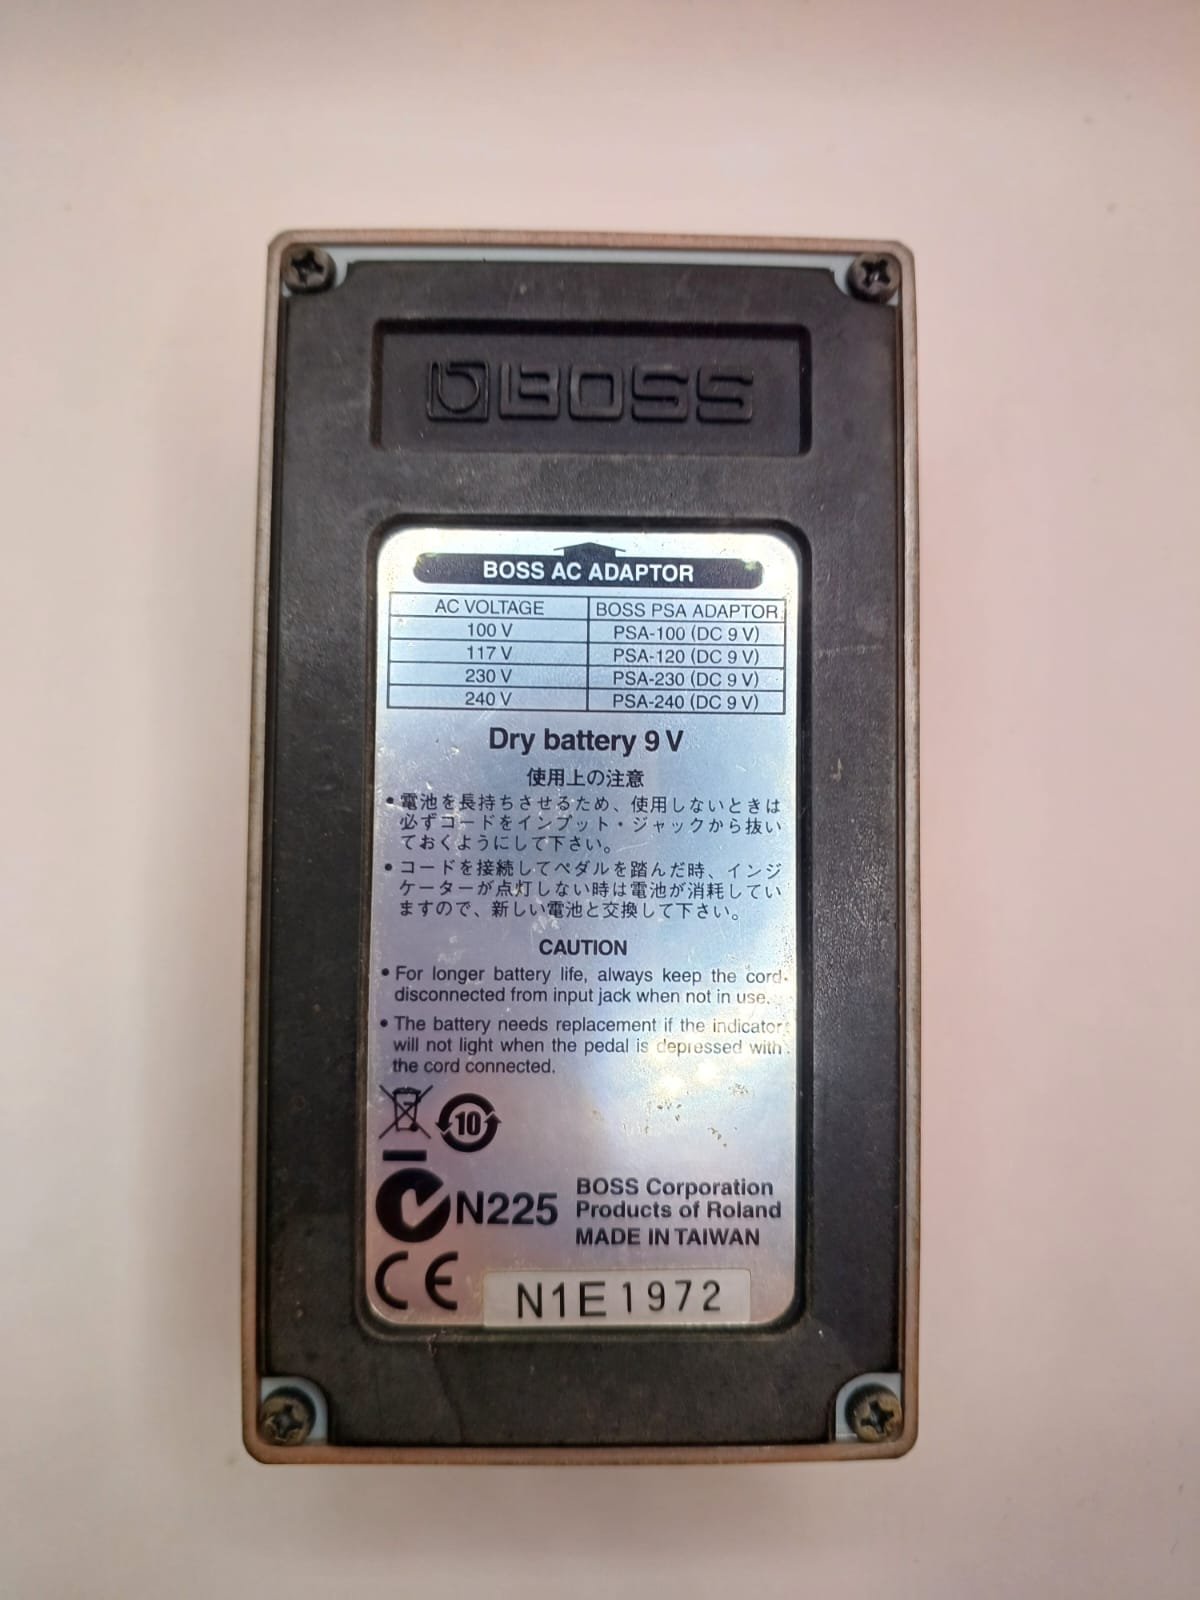 BOSS
BOSS AC ADAPTOR
AC VOLTAGE BOSS PSA ADAPTOR
100 V PSA-100 (DC 9 V)
117 V PSA-120 (DC 9 V)
230 V PSA-230 (DC 9 V)
240 V PSA-240 (DC 9 V)
Dry battery 9 V
使用上の注意
• 電池を長持ちさせるため、使用しないときは
必ずコードをインプット・ジャックから抜い
ておくようにして下さい。
• コードを接続してペダルを踏んだ時、インジ
ケーターが点灯しない時は電池が消耗してい
ますので、新しい電池と交換して下さい。
CAUTION
• For longer battery life, always keep the cord
disconnected from input jack when not in use.
• The battery needs replacement if the indicator
will not light when the pedal is depressed with
the cord connected.
10
N225
BOSS Corporation
Products of Roland
MADE IN TAIWAN
CE
N1E1972